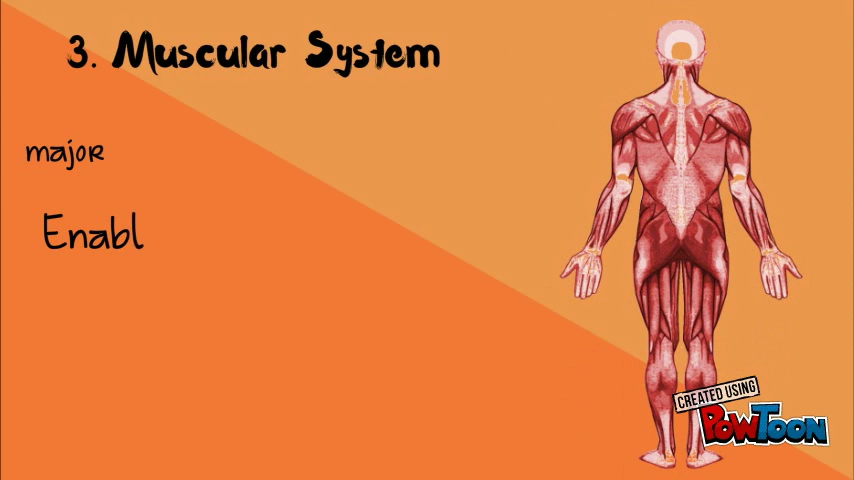 3. Muscular System
major
Enabl
CREATED USING
POWTOON